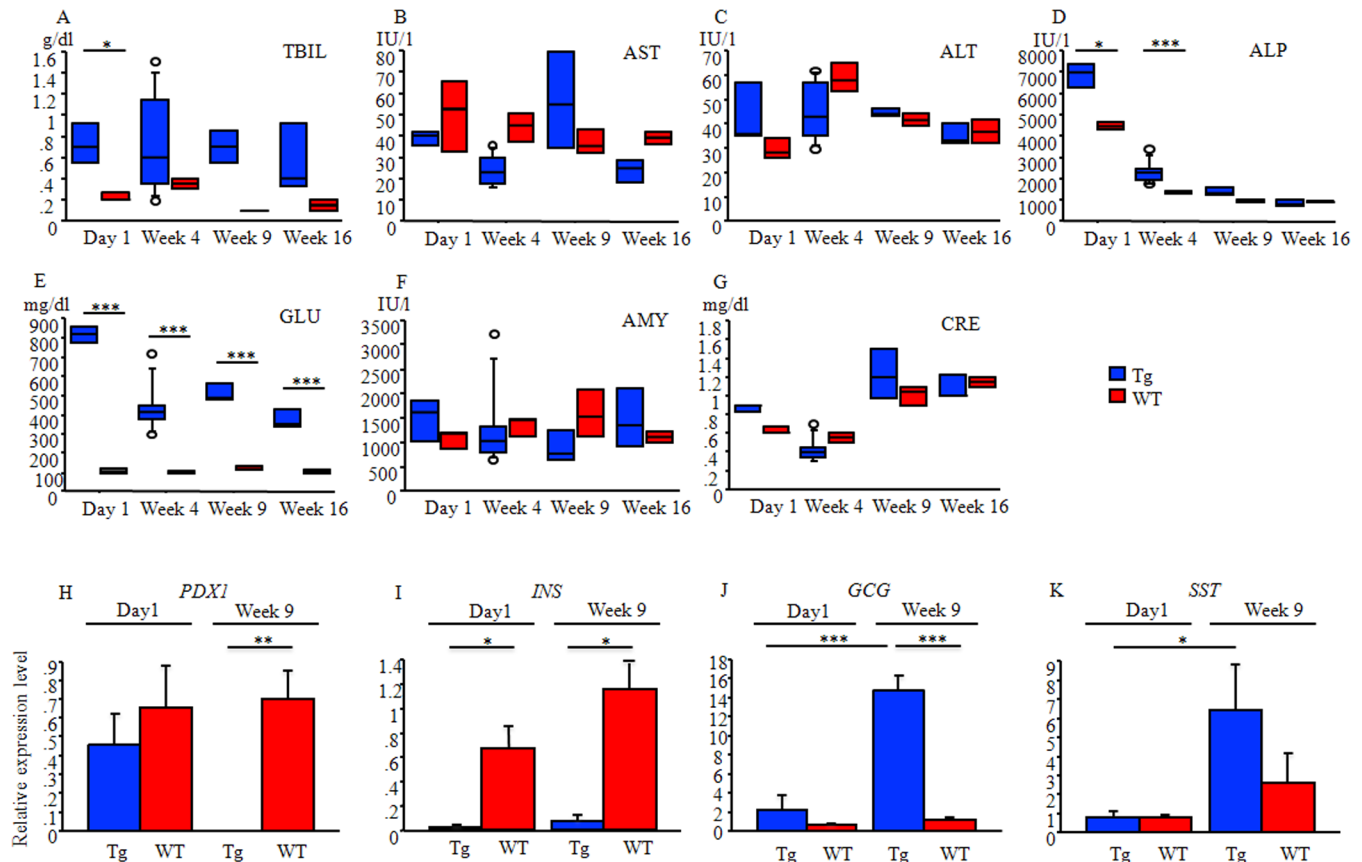 A
g/dl
TBIL
*
1.6
1.4
1.2
1
.8
.6
.4
.2
0
Day 1 Week 4 Week 9 Week 16
B
IU/l
AST
80
70
60
50
40
30
20
10
0
Day 1 Week 4 Week 9 Week 16
C
IU/l
ALT
70
60
50
40
30
20
10
0
Day 1 Week 4 Week 9 Week 16
D
IU/l
ALP
* ***
8000
7000
6000
5000
4000
3000
2000
1000
0
Day 1 Week 4 Week 9 Week 16
E
mg/dl
GLU
*** *** *** ***
900
800
700
600
500
400
300
200
100
0
Day 1 Week 4 Week 9 Week 16
F
IU/l
AMY
3500
3000
2500
2000
1500
1000
500
0
Day 1 Week 4 Week 9 Week 16
G
mg/dl
CRE
1.8
1.6
1.4
1.2
1.0
.8
.6
.4
.2
0
Day 1 Week 4 Week 9 Week 16
Tg
WT
Relative expression level
H PDX1
Day1 Week 9
**
.9
.8
.7
.6
.5
.4
.3
.2
.1
0
Tg WT Tg WT
I INS
Day1 Week 9
* *
1.4
1.2
1
.8
.6
.4
.2
0
Tg WT Tg WT
J GCG
Day1 Week 9
*** ***
18
16
14
12
10
8
6
4
2
0
Tg WT Tg WT
K SST
Day1 Week 9
*
9
8
7
6
5
4
3
2
1
0
Tg WT Tg WT